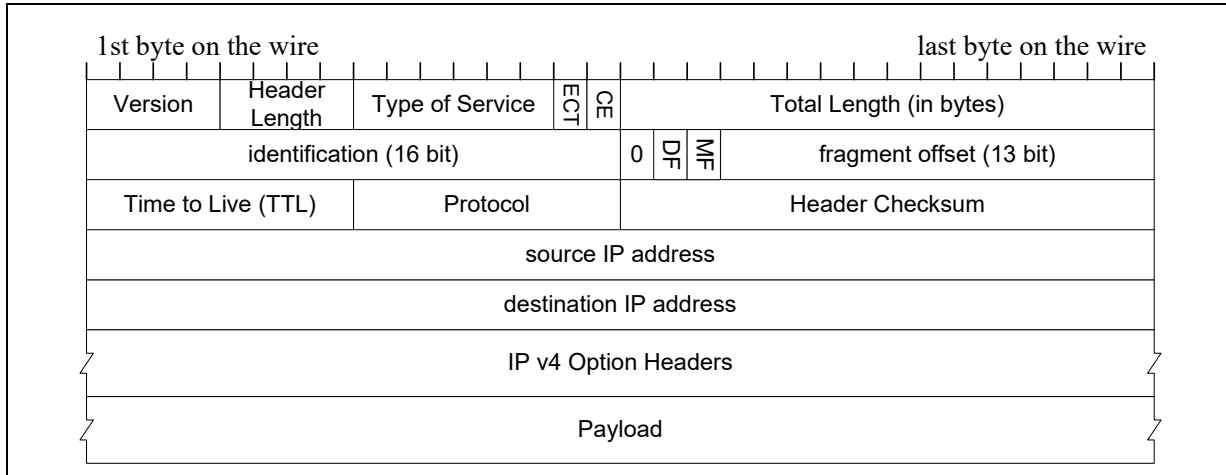 1st byte on the wire last byte on the wire
Version Header Length Type of Service ECT CE Total Length (in bytes)
identification (16 bit) 0 DF MF fragment offset (13 bit)
Time to Live (TTL) Protocol Header Checksum
source IP address
destination IP address
IP v4 Option Headers
Payload